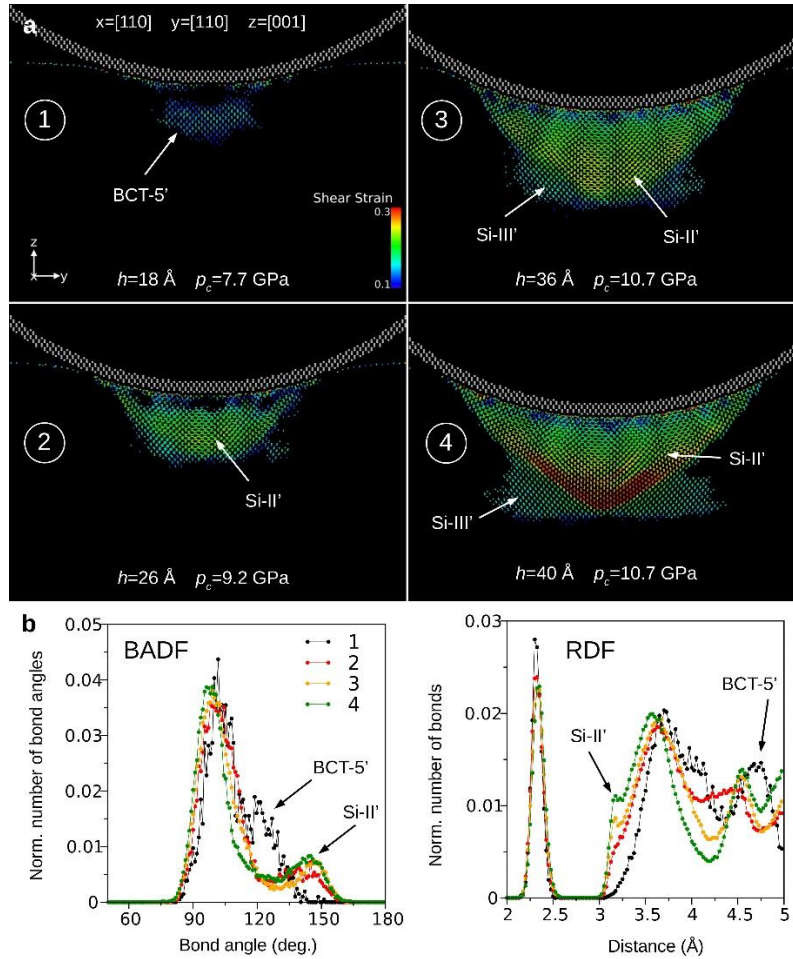 a
x=[110] y=[110] z=[001]
1
BCT-5’
Shear Strain
0.3
0.1
z
x
y
h=18 Å pc=7.7 GPa
3
Si-III’
Si-II’
h=36 Å pc=10.7 GPa
2
Si-II’
h=26 Å pc=9.2 GPa
4
Si-II’
Si-III’
h=40 Å pc=10.7 GPa
b
BADF
1
2
3
4
BCT-5’
Si-II’
Norm. number of bond angles
0.05
0.04
0.03
0.02
0.01
0
60
90
120
150
180
Bond angle (deg.)
RDF
BCT-5’
Si-II’
Norm. number of bonds
0.03
0.02
0.01
0
2
2.5
3
3.5
4
4.5
5
Distance (Å)